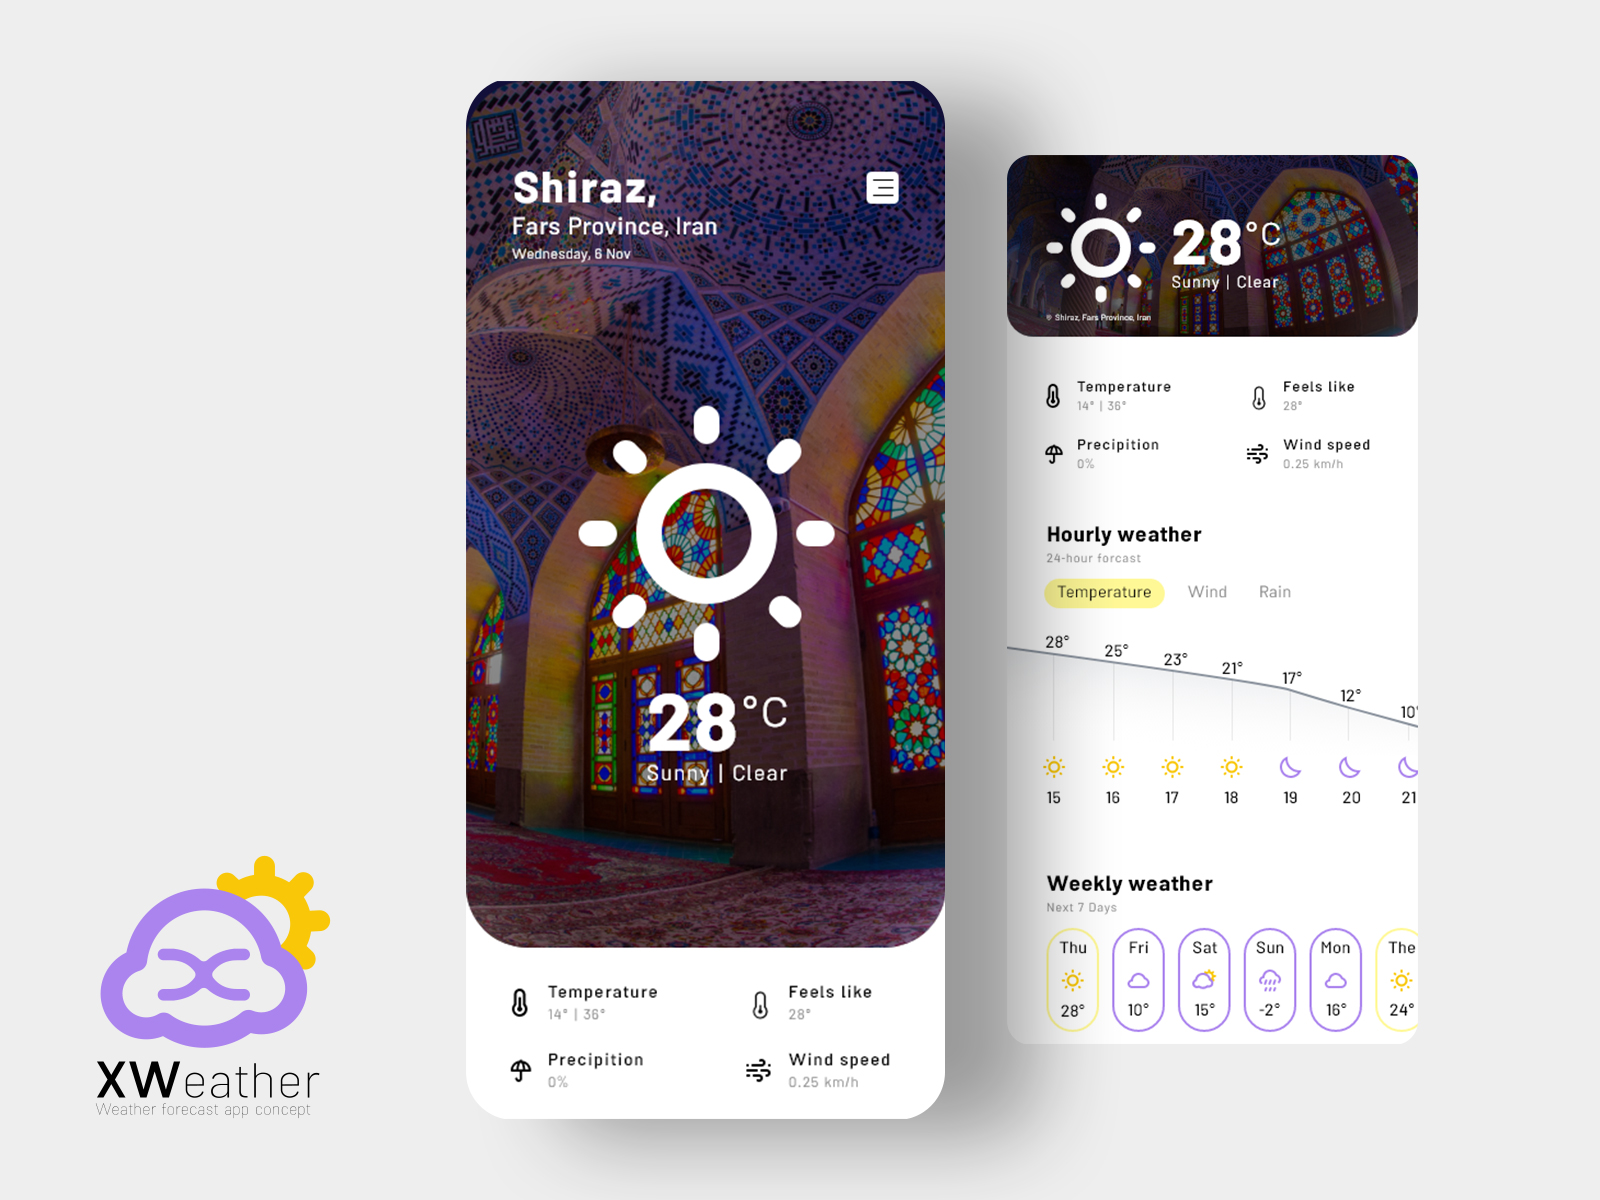 Shiraz,
Fars Province, Iran
Wednesday, 6 Nov
28°C
Sunny | Clear
Temperature
14° | 36°
Feels like
28°
Precipition
0%
Wind speed
0.25 km/h
28°C
Sunny | Clear
Shiraz, Fars Province, Iran
Temperature
14° | 36°
Feels like
28°
Precipition
0%
Wind speed
0.25 km/h
Hourly weather
24-hour forcast
Temperature Wind Rain
28° 25° 23° 21° 17° 12° 10°
15 16 17 18 19 20 21
Weekly weather
Next 7 Days
Thu Fri Sat Sun Mon The
28° 10° 15° -2° 16° 24°
XWeather
Weather forecast app concept